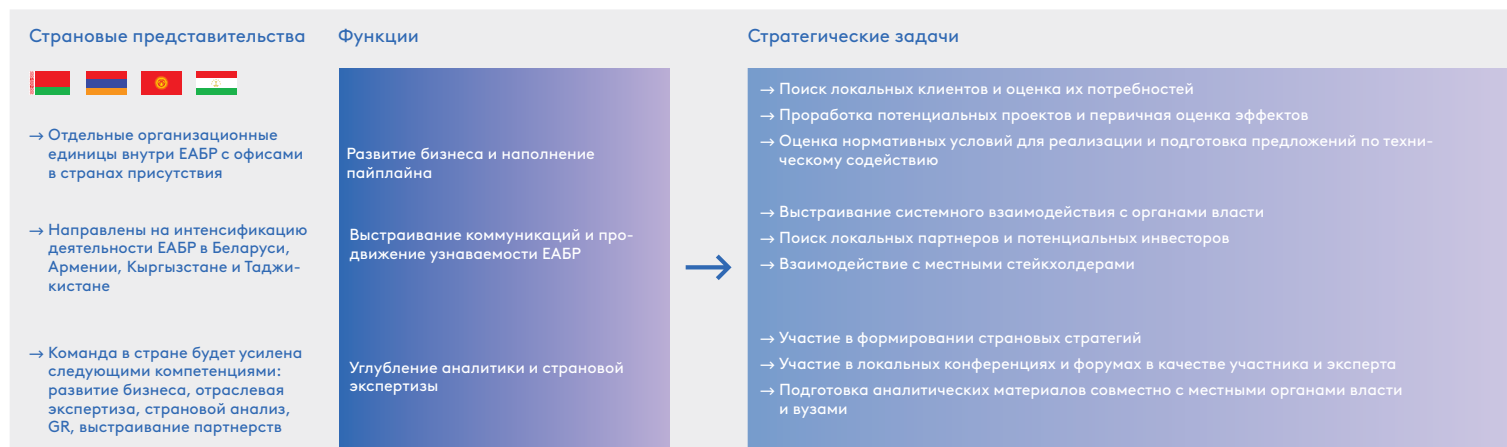 Страновые представительства
Функции
Стратегические задачи
→ Отдельные организационные
единицы внутри ЕАБР с офисами
в странах присутствия
→ Направлены на интенсификацию
деятельности ЕАБР в Беларуси,
Армении, Кыргызстане и Таджи-
кистане
→ Команда в стране будет усилена
следующими компетенциями:
развитие бизнеса, отраслевая
экспертиза, страновой анализ,
GR, выстраивание партнерств
Развитие бизнеса и наполнение
пайплайна
Выстраивание коммуникаций и про-
движение узнаваемости ЕАБР
Углубление аналитики и страновой
экспертизы
→ Поиск локальных клиентов и оценка их потребностей
→ Проработка потенциальных проектов и первичная оценка эффектов
→ Оценка нормативных условий для реализации и подготовка предложений по техни-
ческому содействию
→ Выстраивание системного взаимодействия с органами власти
→ Поиск локальных партнеров и потенциальных инвесторов
→ Взаимодействие с местными стейкхолдерами
→ Участие в формировании страновых стратегий
→ Участие в локальных конференциях и форумах в качестве участника и эксперта
→ Подготовка аналитических материалов совместно с местными органами власти
и вузами